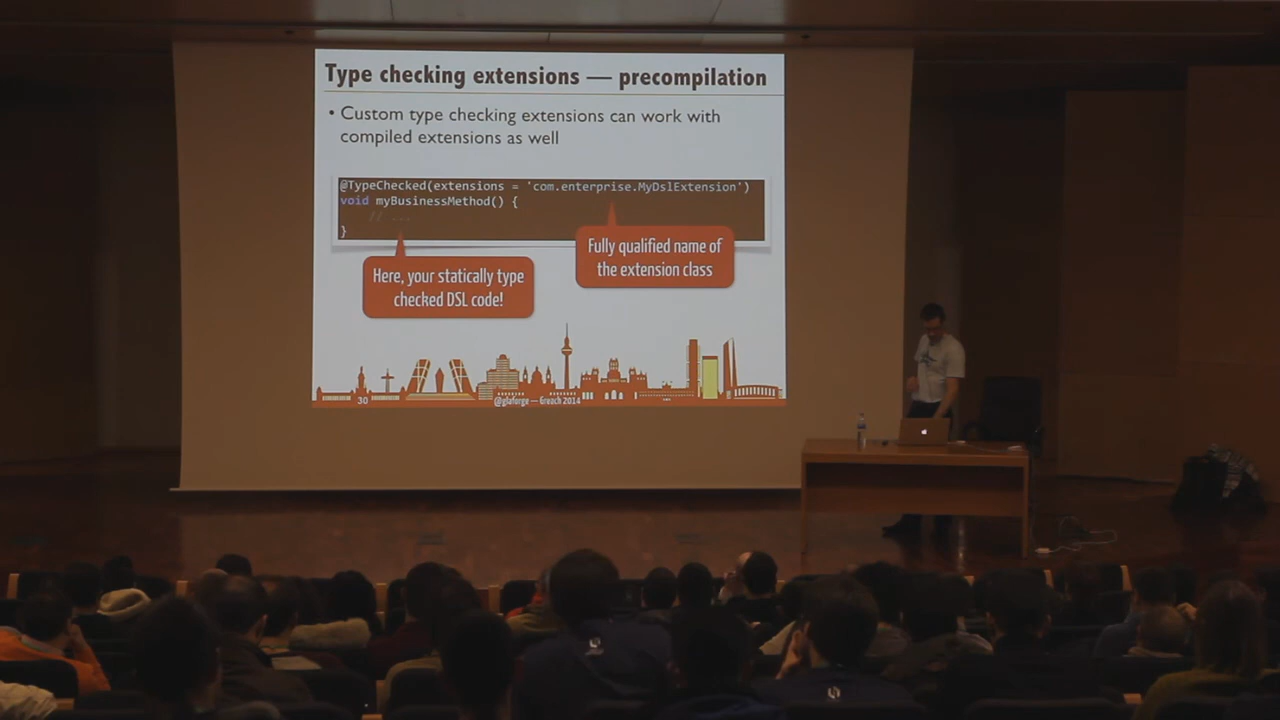 Type checking extensions — precompilation
• Custom type checking extensions can work with
compiled extensions as well
@TypeChecked(extensions = 'com.enterprise.MyDslExtension')
void myBusinessMethod() {
// ...
}
Fully qualified name of
the extension class
Here, your statically type
checked DSL code!
30
@glaforge — Greach 2014